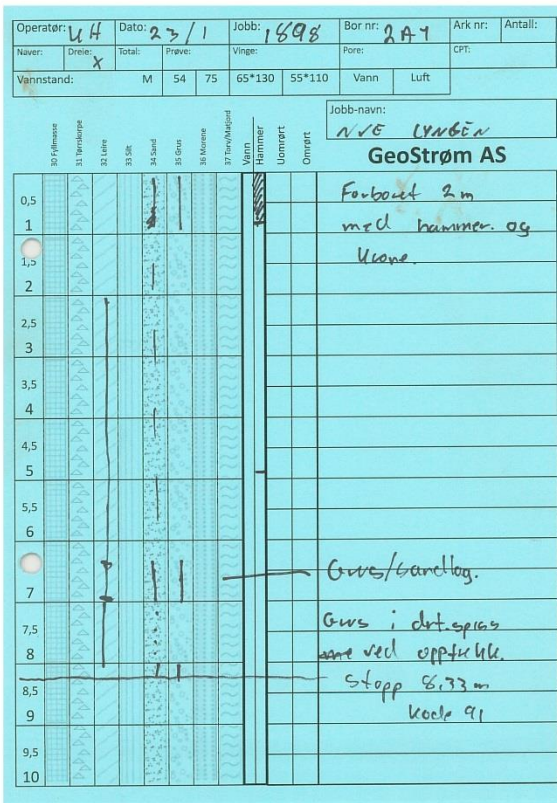 Operatør: UH Dato: 23/1 Jobb: 1898 Bor nr: 2A4 Ark nr: Antall:
Naver: Dreie: X Total: Prøve: Vinge: Pore: CPT:
Vannstand: M 54 75 65*130 55*110 Vann Luft
Jobb-navn:
NVE LYNGEN
GeoStrøm AS
30 Fyllmasse 31 Tørrskorpe 32 Leire 33 Silt 34 Sand 35 Grus 36 Morene 37 Torv/Matjord Vann Hammer Uomrørt Omrørt
0,5 Forboret 2m
1 med hammer. og
1,5 Krone.
2
2,5
3
3,5
4
4,5
5
5,5
6
Grus/sandlag.
7
7,5 Grus i drt.spiss
8 ved opptrekk.
Stopp 8,33 m
8,5
9 Kode 91
9,5
10